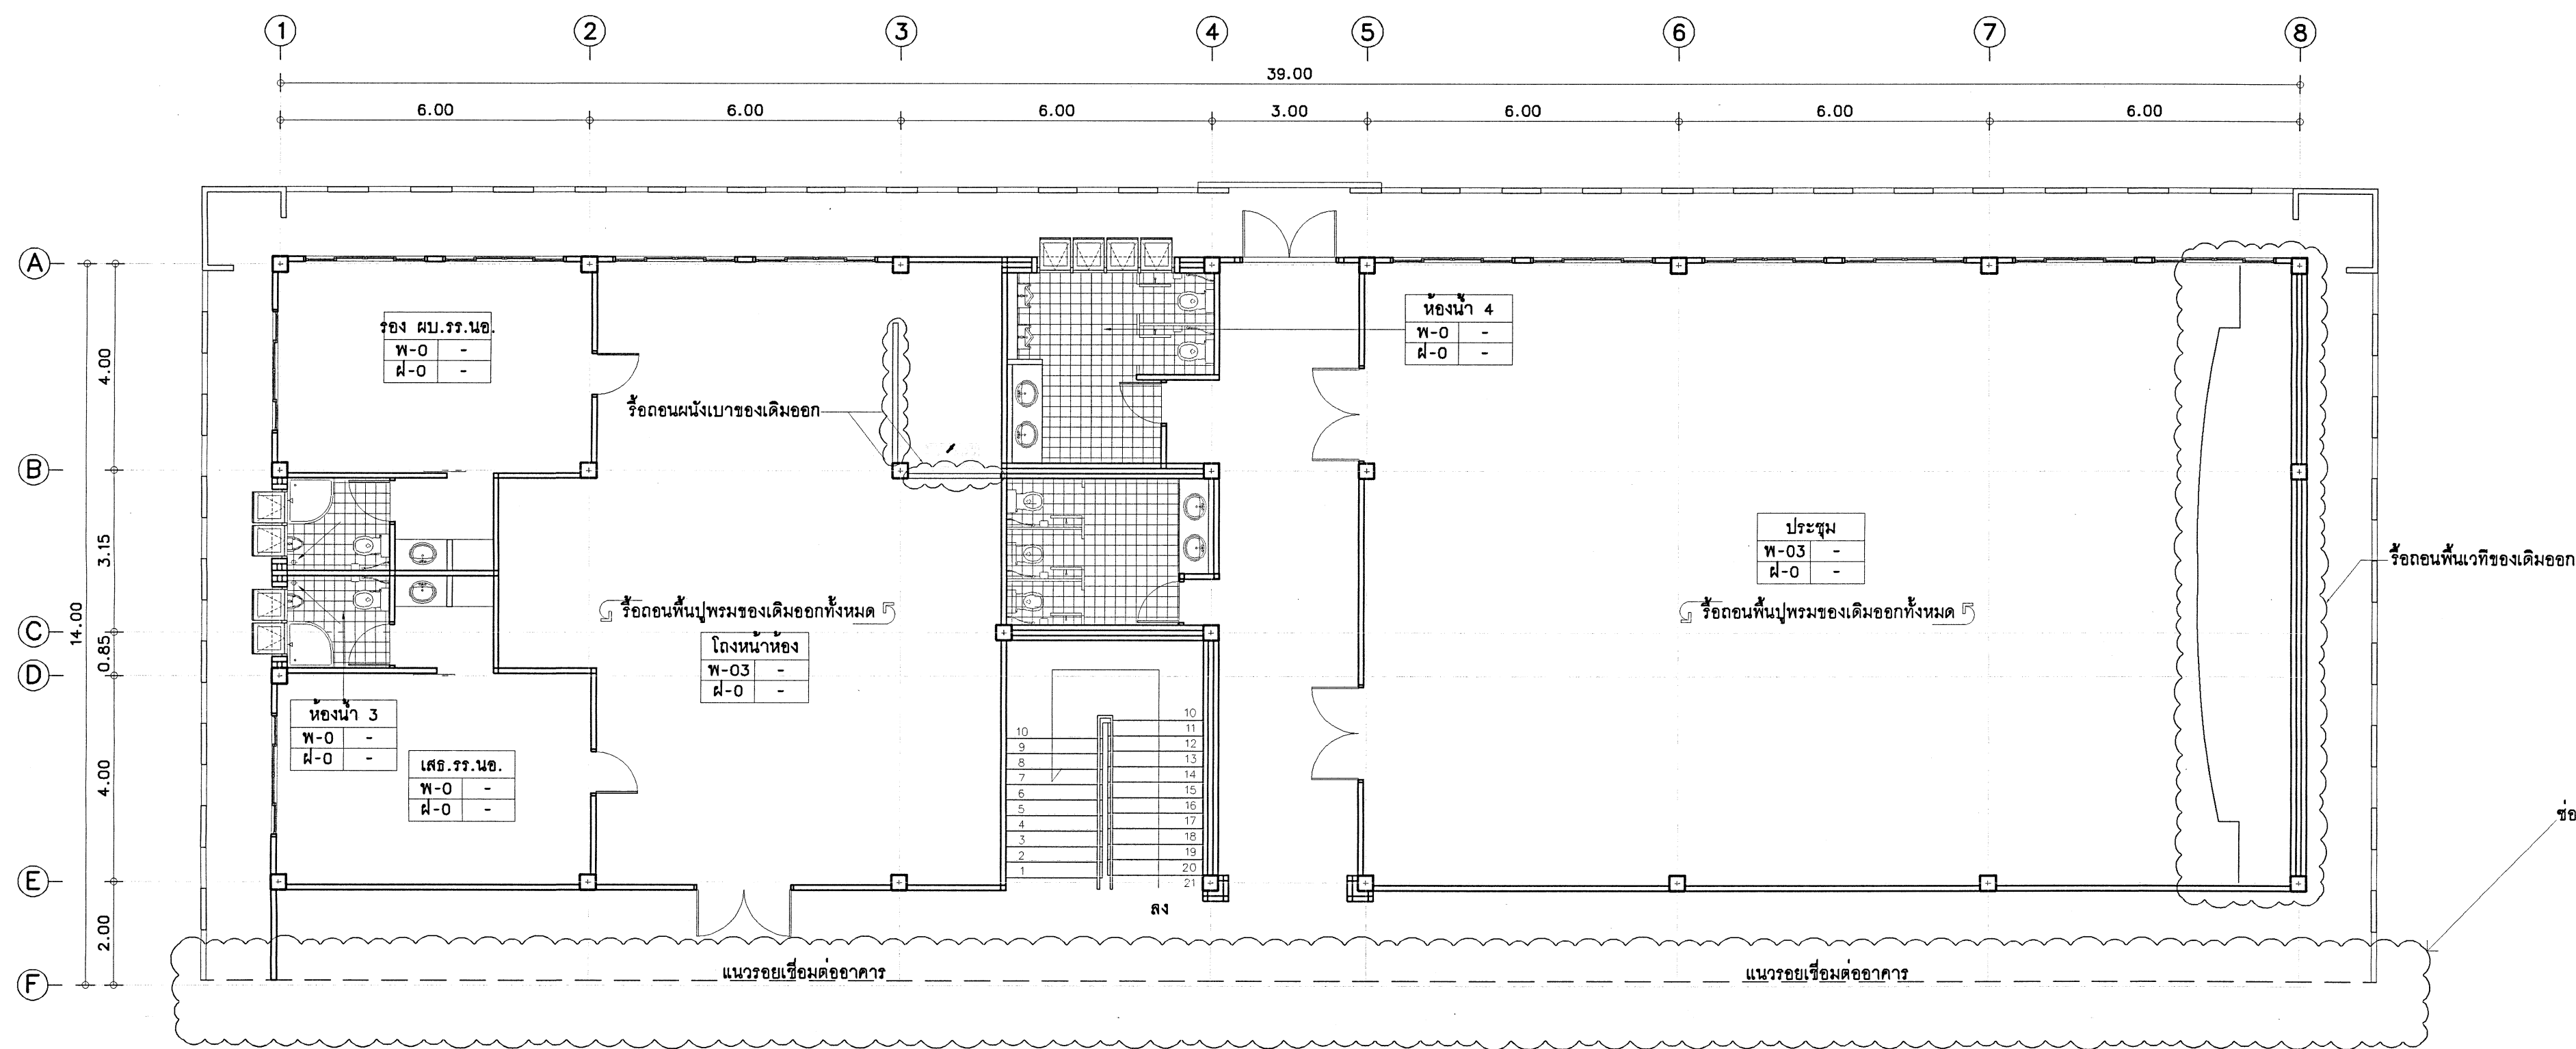 1 2 3 4 5 6 7 8
39.00
6.00 6.00 6.00 3.00 6.00 6.00 6.00
A
B
C
D
E
F
14.00
4.00
3.15
0.85
4.00
2.00
รอง ผบ.รร.นอ.
พ-0 -
ฝ-0 -
รื้อถอนผนังเบาของเดิมออก
ห้องน้ำ 4
พ-0 -
ฝ-0 -
ประชุม
พ-03 -
ฝ-0 -
รื้อถอนพื้นเวทีของเดิมออก
รื้อถอนพื้นปูพรมของเดิมออกทั้งหมด
รื้อถอนพื้นปูพรมของเดิมออกทั้งหมด
โถงหน้าห้อง
พ-03 -
ฝ-0 -
ห้องน้ำ 3
พ-0 -
ฝ-0 -
เสธ.รร.นอ.
พ-0 -
ฝ-0 -
10
9
8
7
6
5
4
3
2
1
10
11
12
13
14
15
16
17
18
19
20
21
ลง
ซ่อ
แนวรอยเชื่อมต่ออาคาร
แนวรอยเชื่อมต่ออาคาร